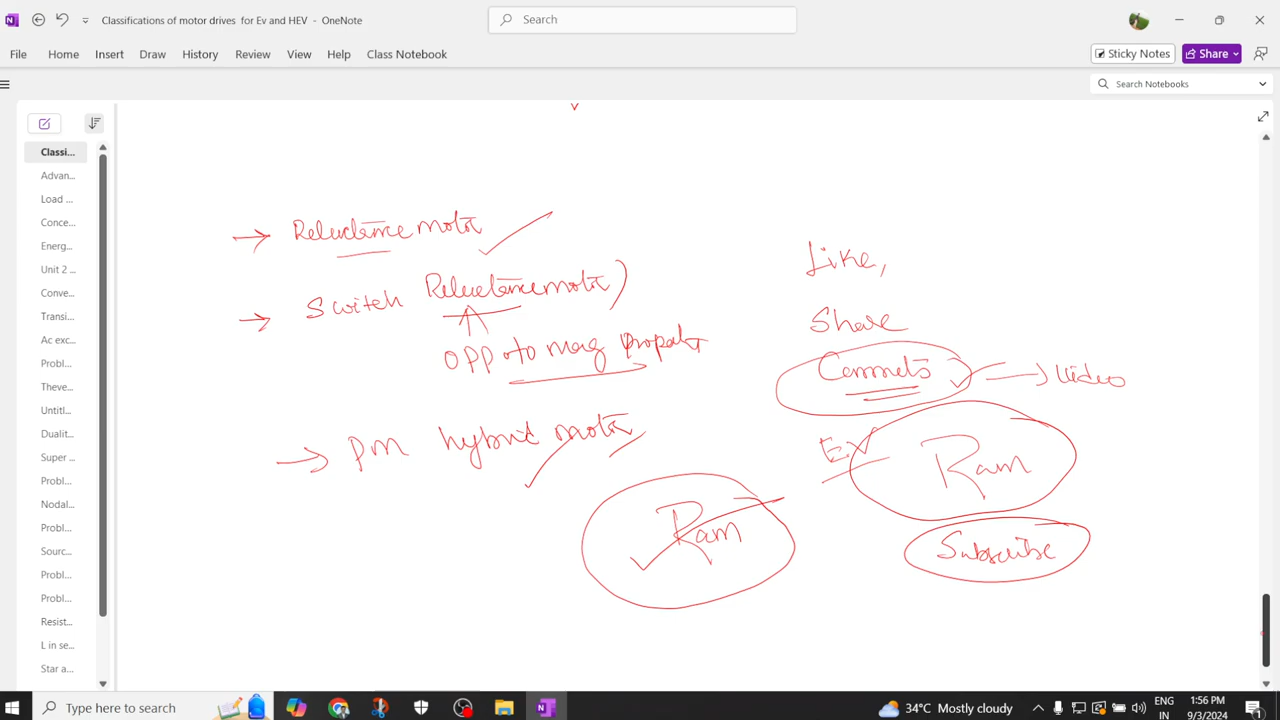 Classifications of motor drives for Ev and HEV - OneNote
Search
File Home Insert Draw History Review View Help Class Notebook
Sticky Notes
Share
Search Notebooks
Classi...
Advan...
Load ...
Conce...
Energ...
Unit 2 ...
Conve...
Transi...
Ac exc...
Probl...
Theve...
Untitl...
Dualit...
Super ...
Probl...
Nodal...
Probl...
Sourc...
Probl...
Probl...
Resist...
L in se...
Star a...
→ Reluctance motor
→ Switch Reluctance motor)
OPP to mag
→ PM hybrid motor
Ram
Like,
Share
Comments → Video
EV Ram
Subscribe
Type here to search
34°C Mostly cloudy
ENG
IN
1:56 PM
9/3/2024
1